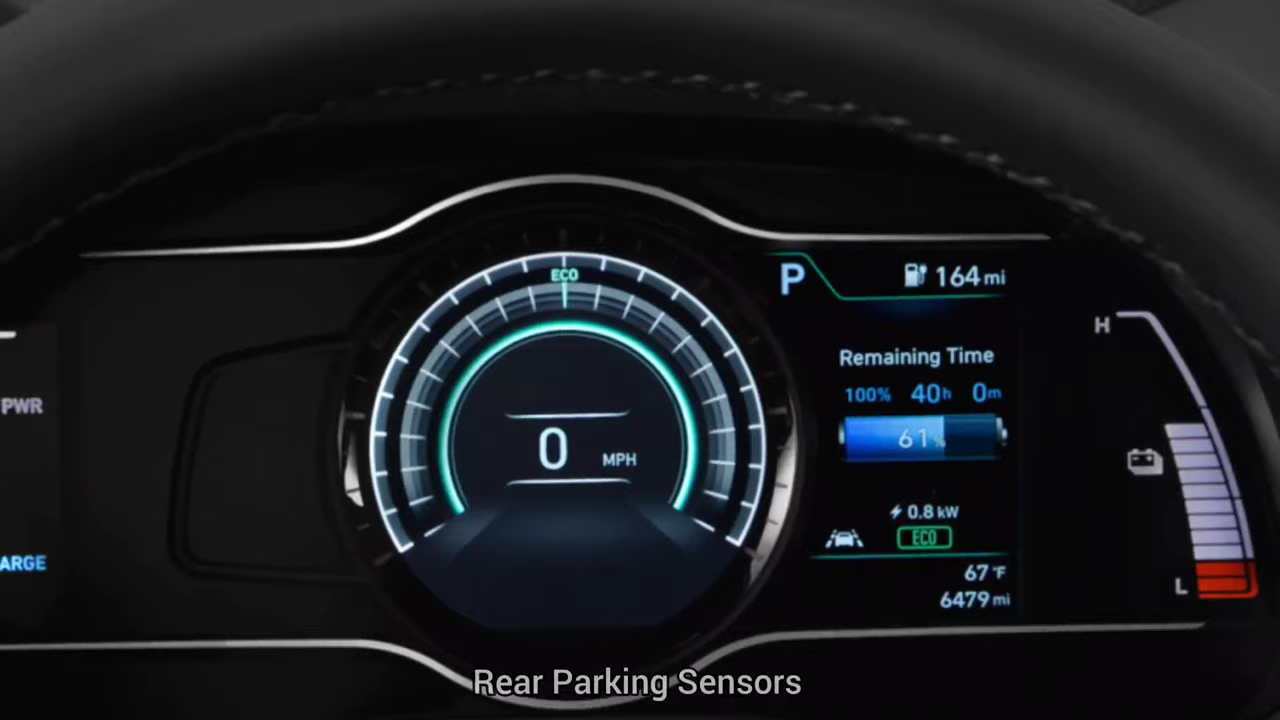 ECO
P
164 mi
H
Remaining Time
100% 40h 0m
PWR
61%
0 MPH
0.8 kW
ECO
ARGE
67 °F
L
6479 mi
Rear Parking Sensors